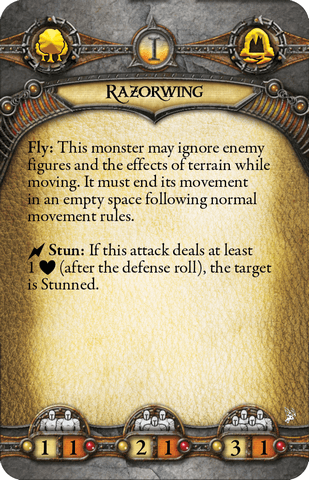 I
RAZORWING
Fly: This monster may ignore enemy
figures and the effects of terrain while
moving. It must end its movement
in an empty space following normal
movement rules.
Stun: If this attack deals at least
1 (after the defense roll), the target
is Stunned.
1 1 2 1 3 1